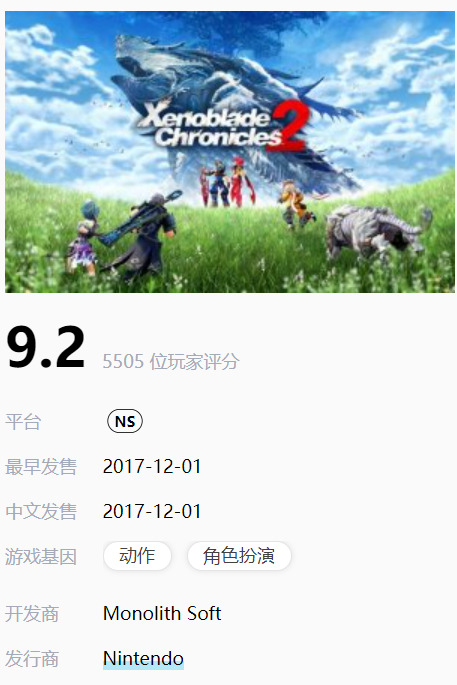 Xenoblade
Chronicles 2
9.2 5505 位玩家评分
平台 NS
最早发售 2017-12-01
中文发售 2017-12-01
游戏基因 动作 角色扮演
开发商 Monolith Soft
发行商 Nintendo